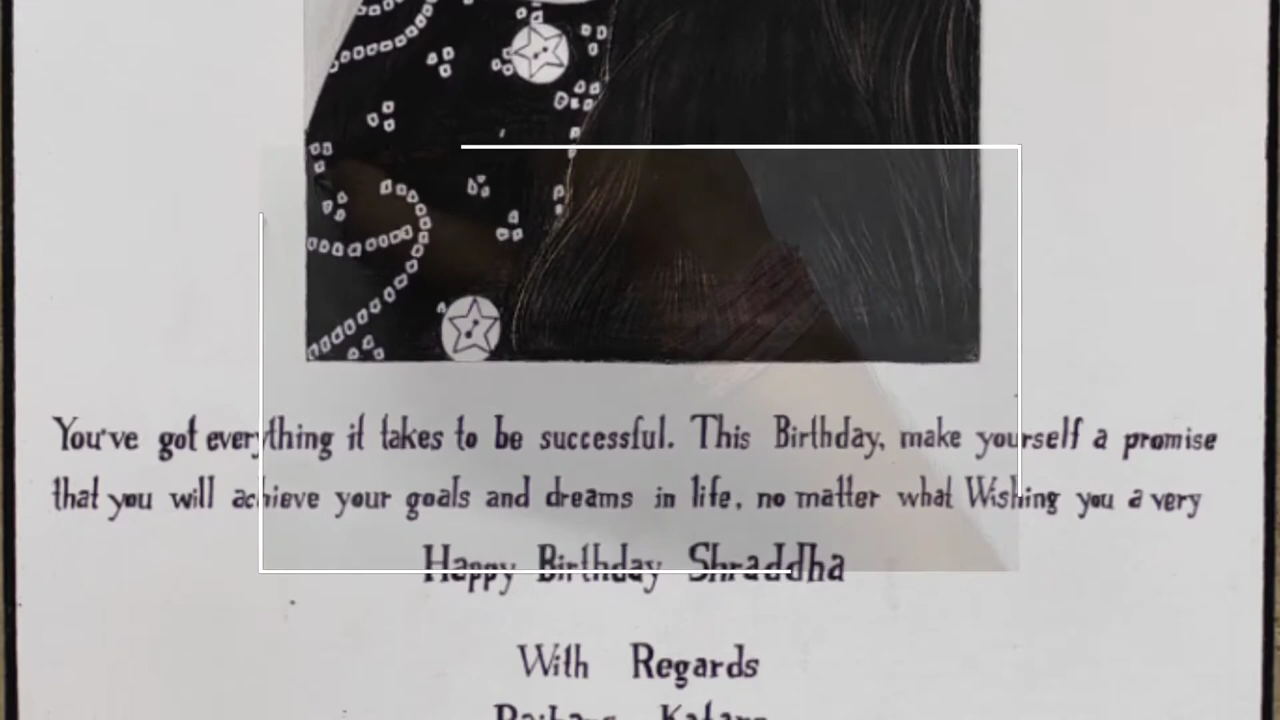 You've got everything it takes to be successful. This Birthday, make yourself a promise
that you will achieve your goals and dreams in life, no matter what Wishing you a very
Happy Birthday Shraddha
With Regards